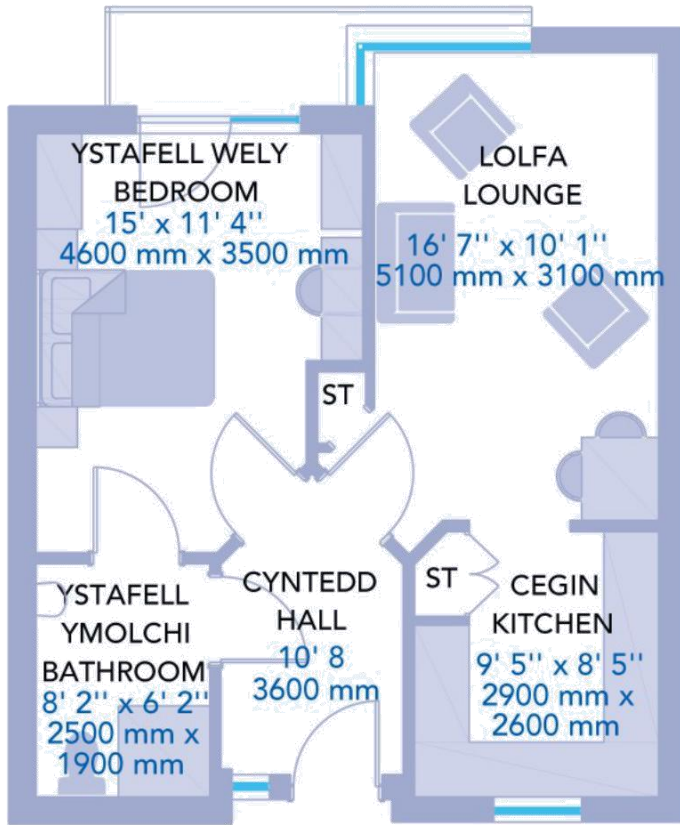 YSTAFELL WELY
BEDROOM
15' x 11' 4''
4600 mm x 3500 mm
LOLFA
LOUNGE
16' 7'' x 10' 1''
5100 mm x 3100 mm
ST
YSTAFELL
YMOLCHI
BATHROOM
8' 2'' x 6' 2''
2500 mm x
1900 mm
CYNTEDD
HALL
10' 8
3600 mm
ST
CEGIN
KITCHEN
9' 5'' x 8' 5''
2900 mm x
2600 mm